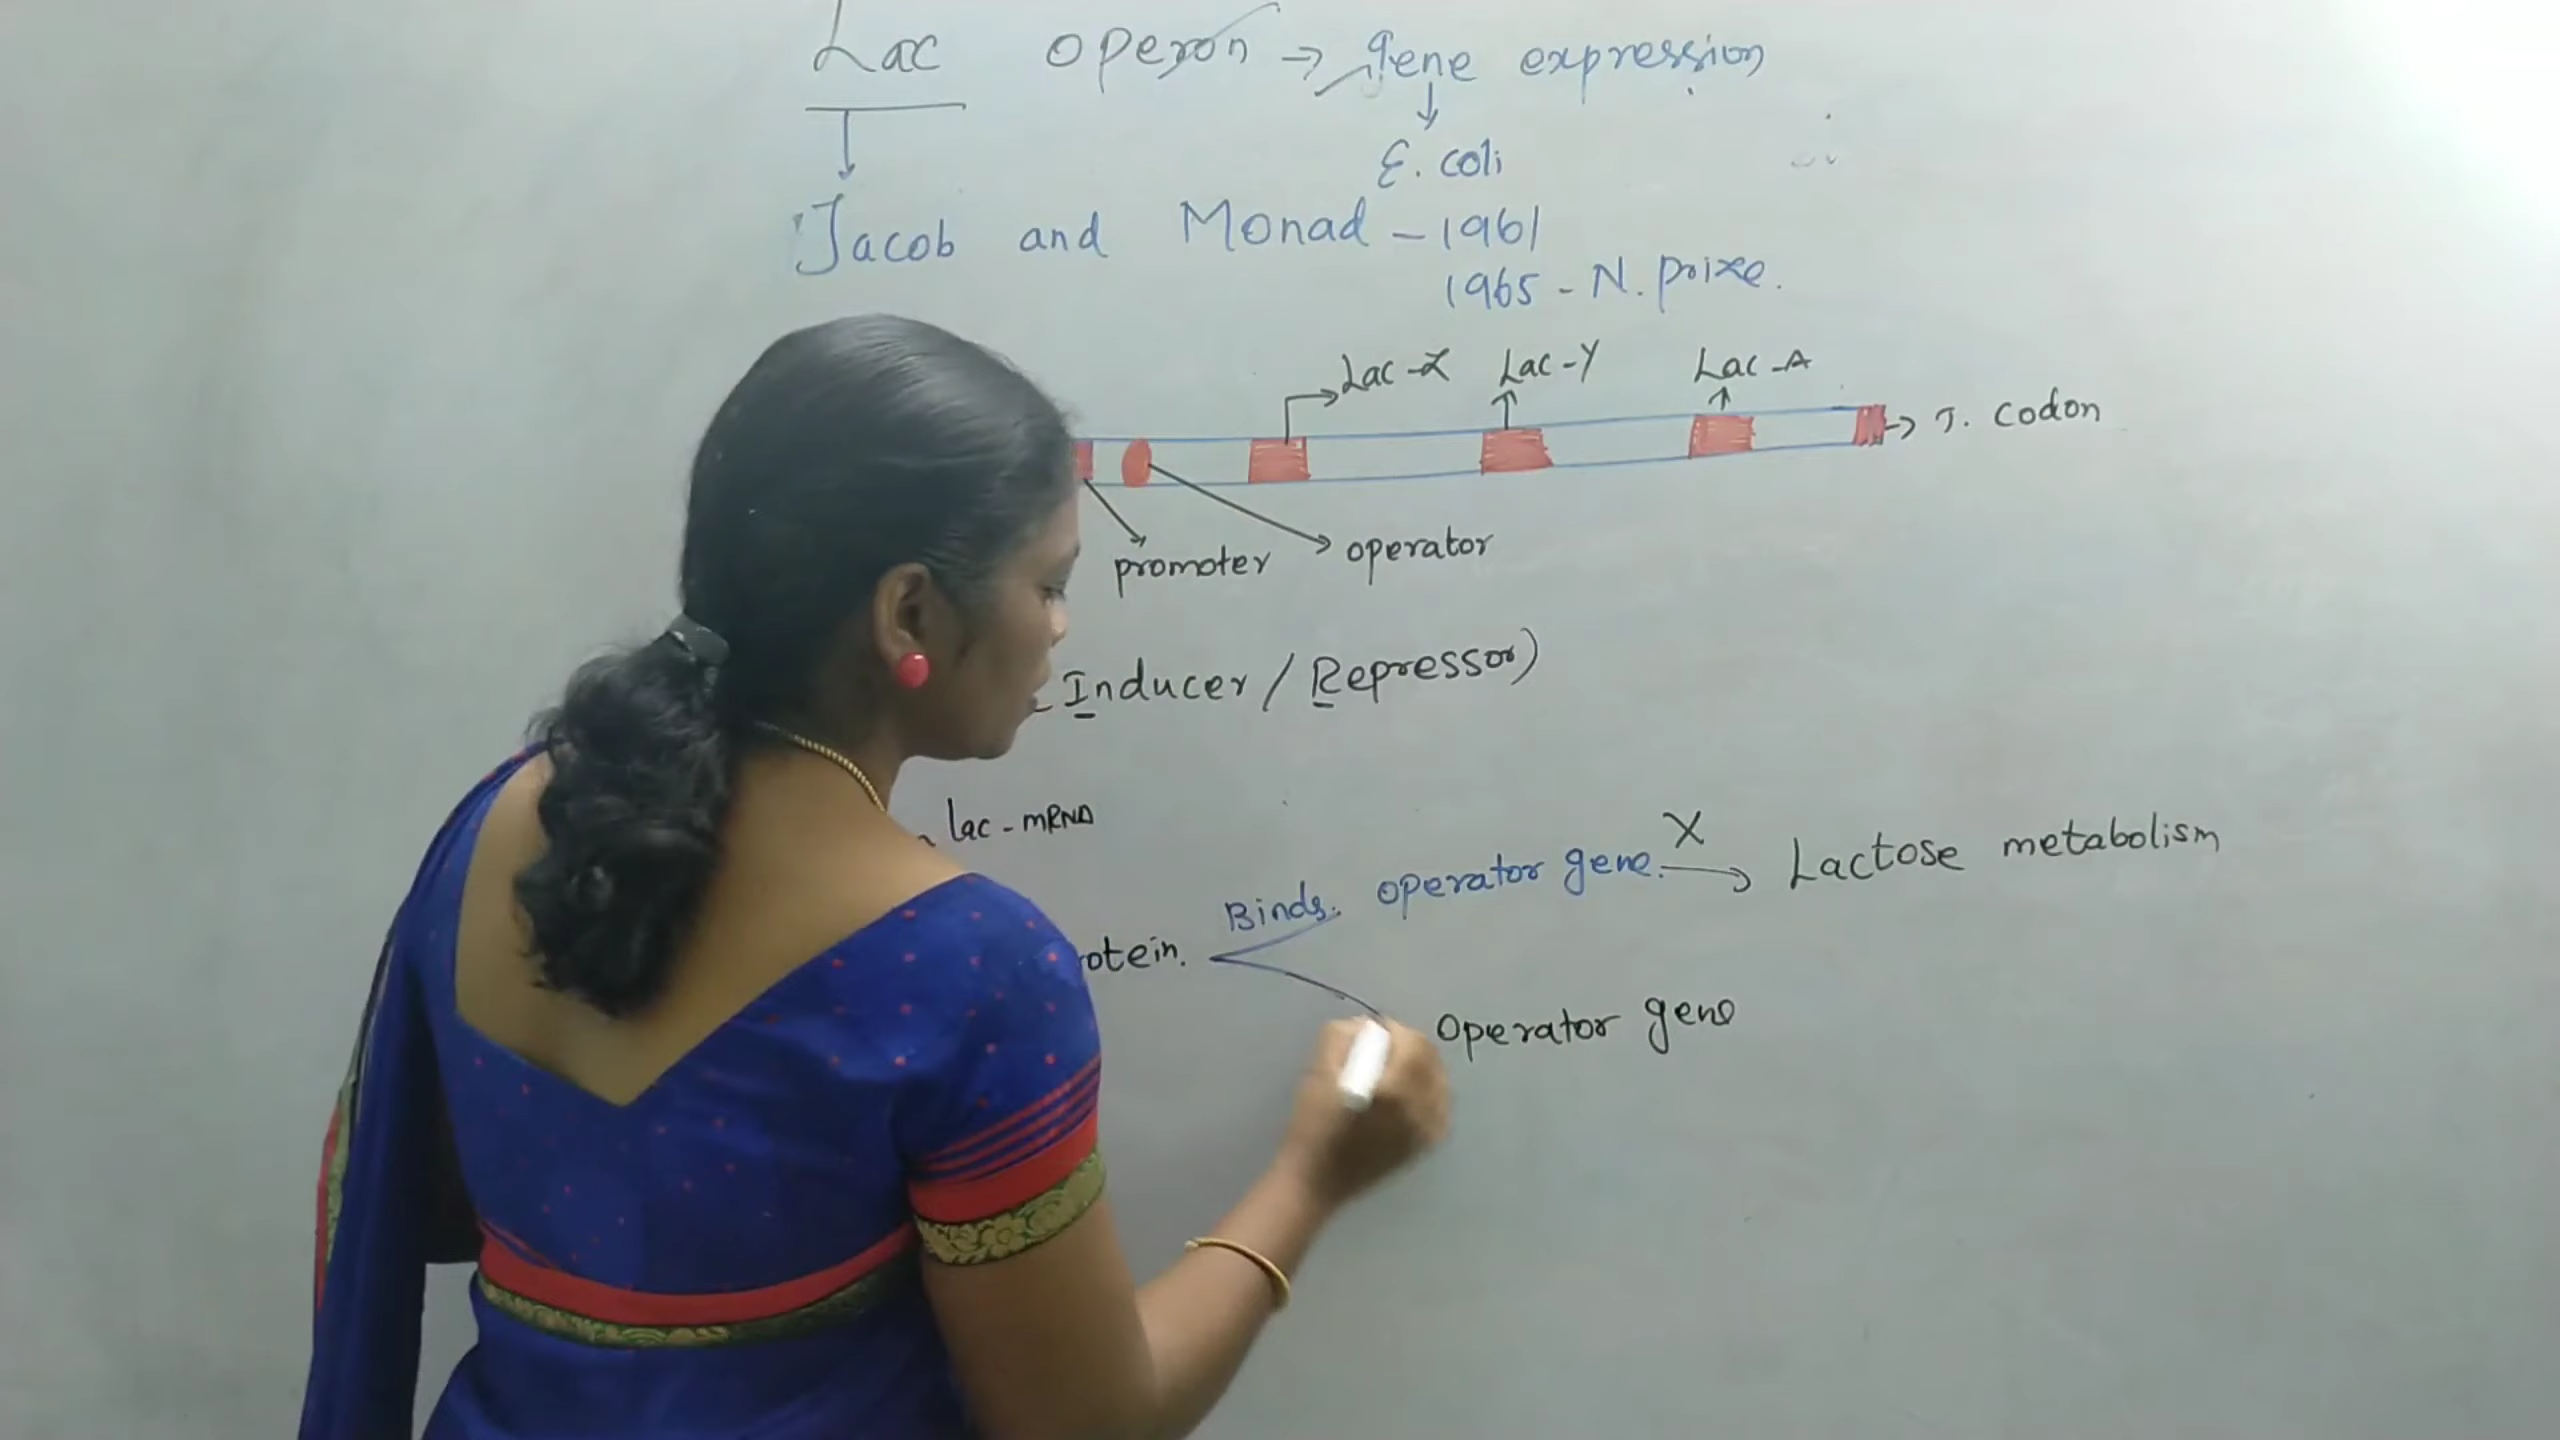 Lac operon → gene expression
↓ ↓
E. coli
Jacob and Monad - 1961
1965 - N. prize.
Lac-Z Lac-Y Lac-A
→ T. codon
promoter operator
Inducer / Repressor)
lac-mRNA
Binds. operator gene. X → Lactose metabolism
otein.
operator gene